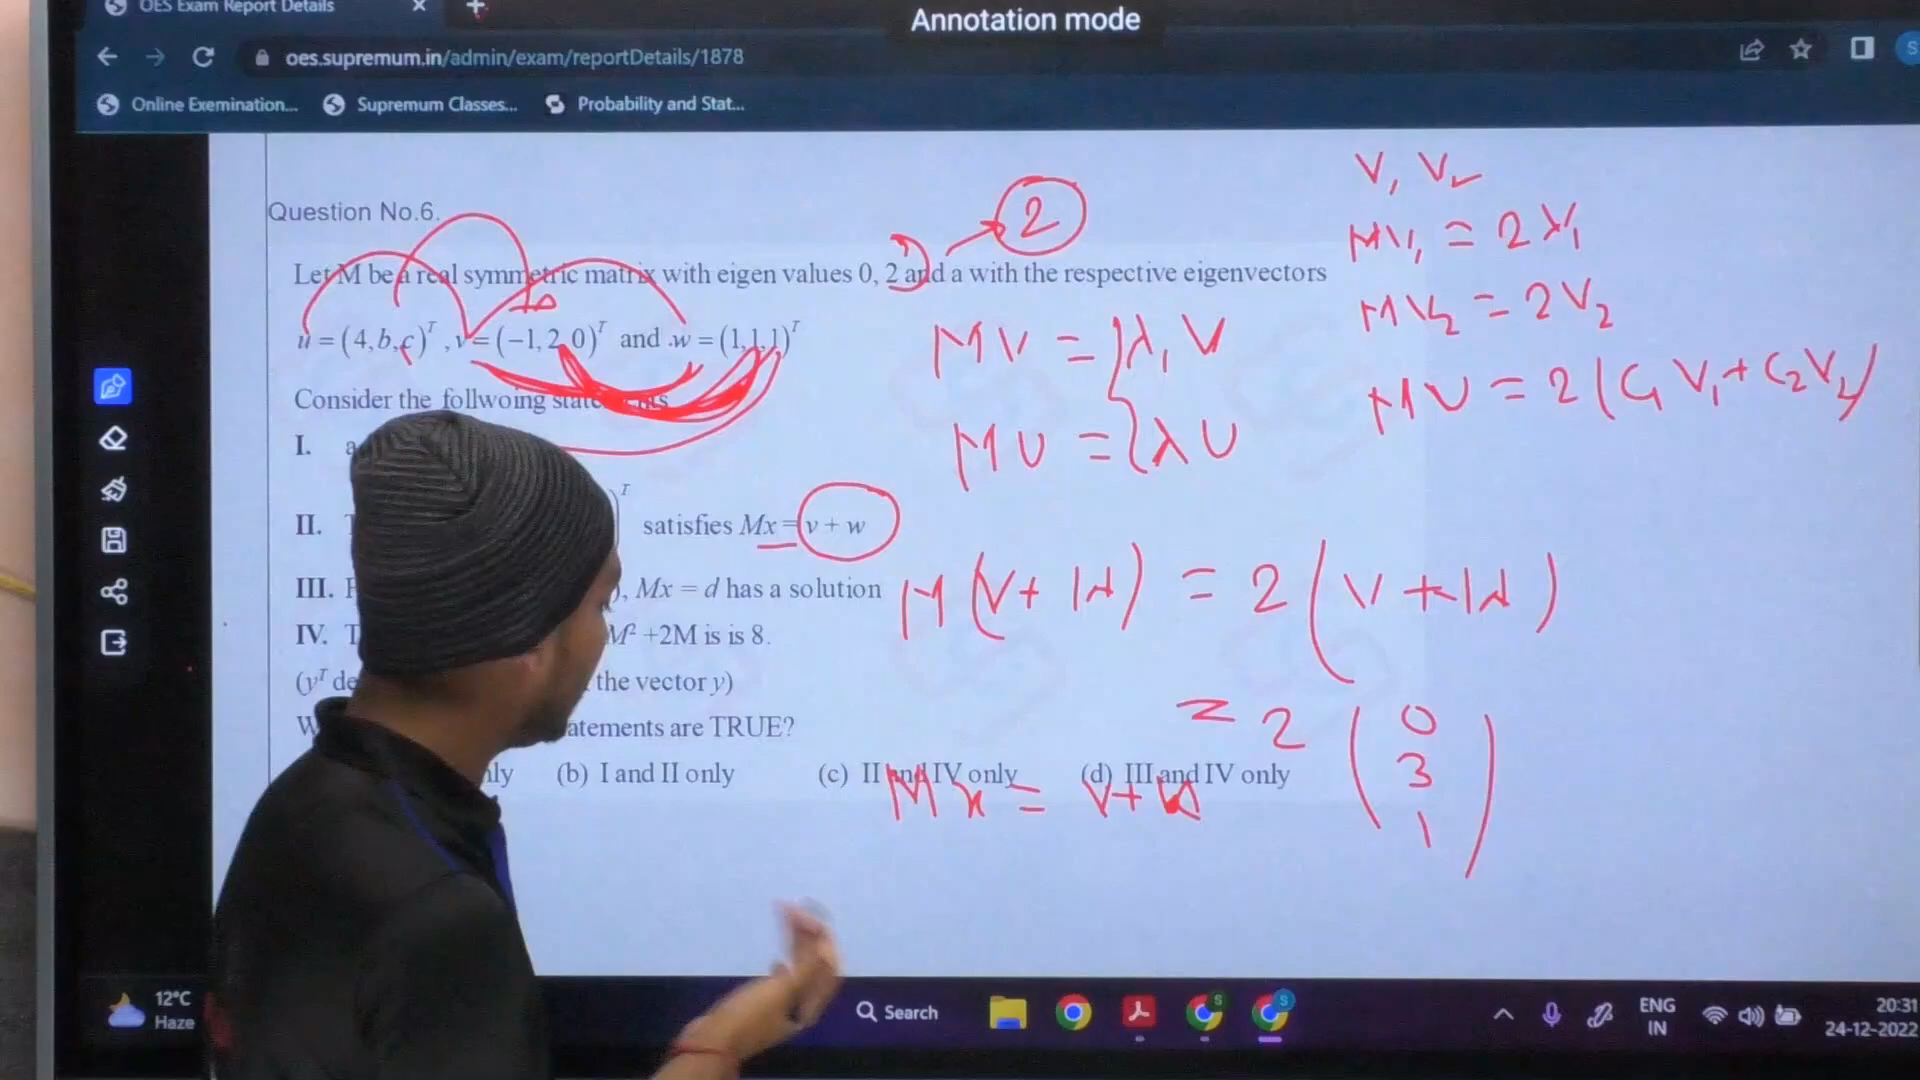 OES Exam Report Details
Annotation mode
oes.supremum.in/admin/exam/reportDetails/1878
Online Exemination... Supremum Classes... Probability and Stat...
Question No.6.
Let M be a real symmetric matrix with eigen values 0, 2 and a with the respective eigenvectors
u = (4, b, c)ᵀ, v = (-1, 2, 0)ᵀ and w = (1, 1, 1)ᵀ
Consider the follwoing statements
I. a
II. T satisfies Mx = v + w
III. ), Mx = d has a solution
IV. T M² +2M is is 8.
(yᵀ de the vector y)
W atements are TRUE?
nly (b) I and II only (c) II and IV only (d) III and IV only
2
V₁ V₂
MV₁ = 2V₁
MV₂ = 2V₂
MU = 2(C₁V₁+C₂V₂)
MV = λ₁V
MU = λU
M(V+W) = 2(V+W)
= 2 (0
3
1)
Mx = V+W
12°C
Haze
Search
ENG
IN
20:31
24-12-2022